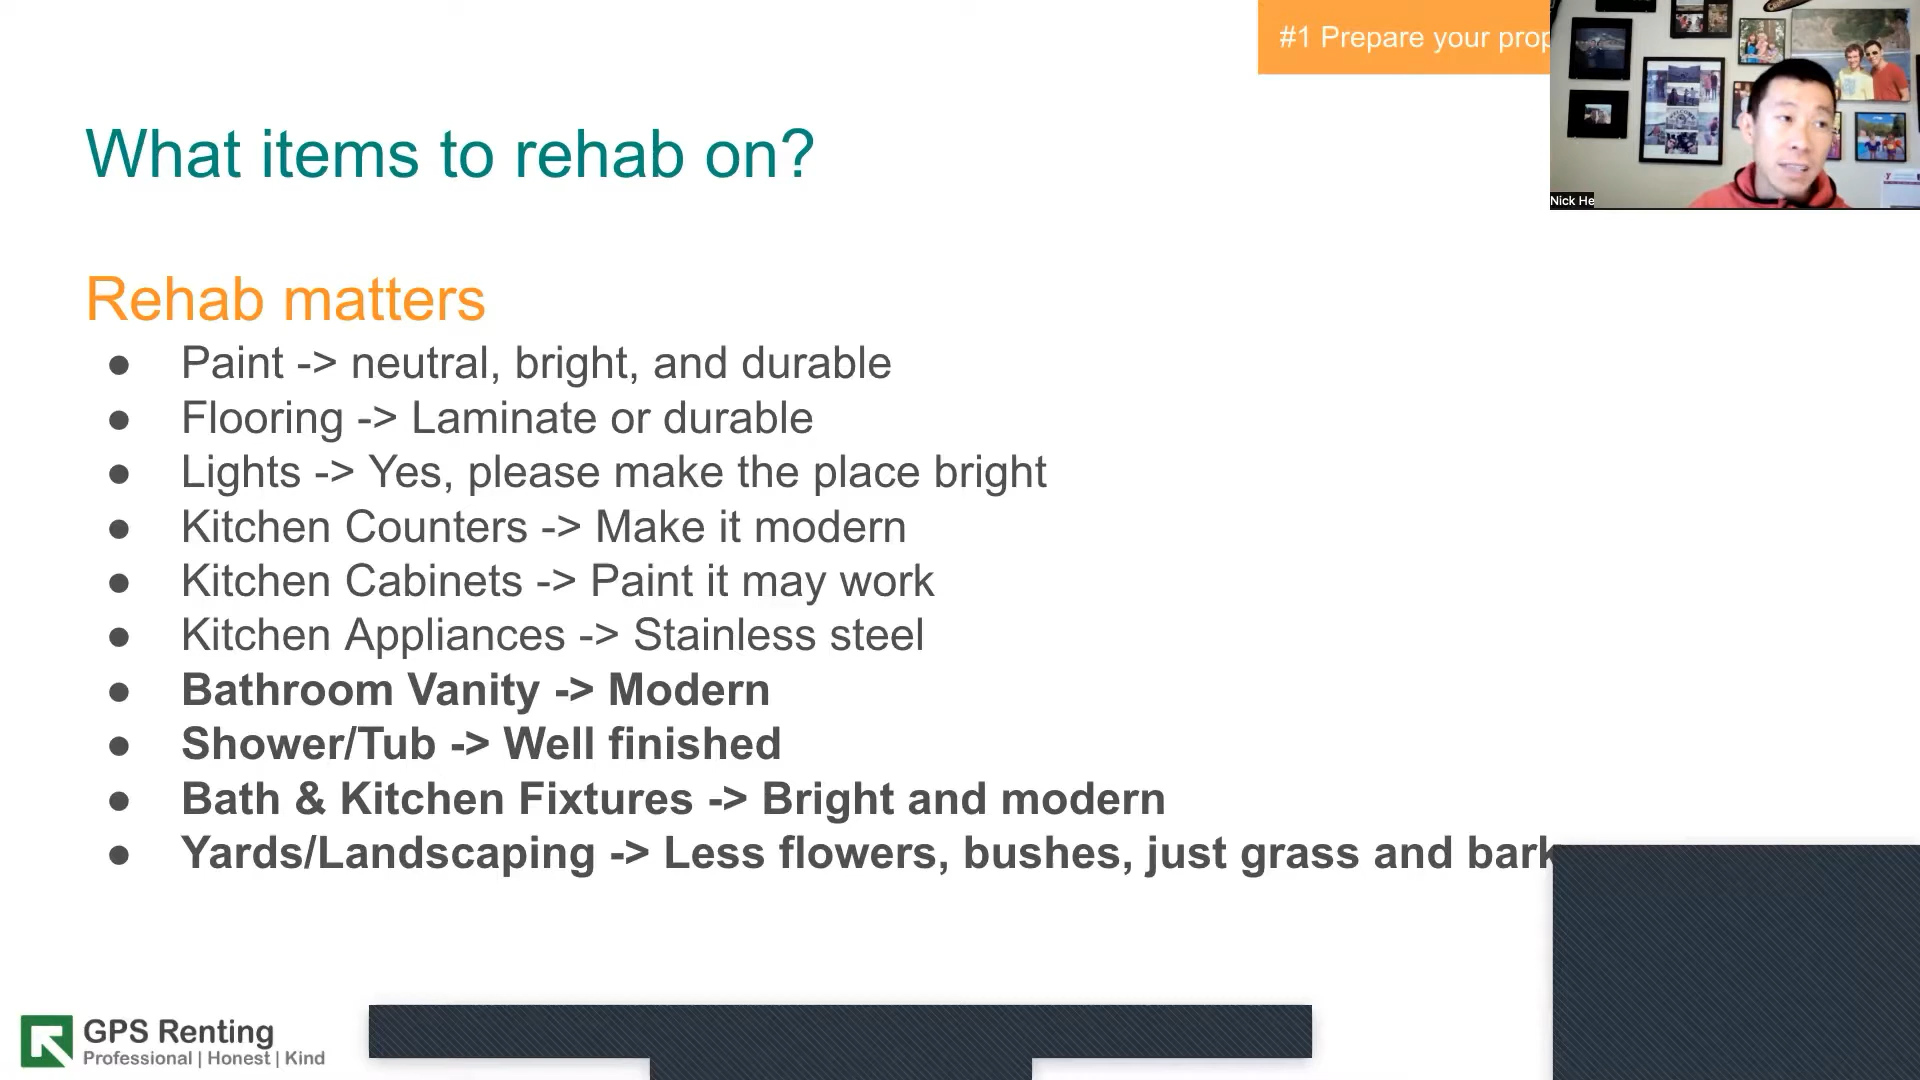 #1 Prepare your prop
Nick He
What items to rehab on?
Rehab matters
● Paint -> neutral, bright, and durable
● Flooring -> Laminate or durable
● Lights -> Yes, please make the place bright
● Kitchen Counters -> Make it modern
● Kitchen Cabinets -> Paint it may work
● Kitchen Appliances -> Stainless steel
● Bathroom Vanity -> Modern
● Shower/Tub -> Well finished
● Bath & Kitchen Fixtures -> Bright and modern
● Yards/Landscaping -> Less flowers, bushes, just grass and bark
GPS Renting
Professional | Honest | Kind